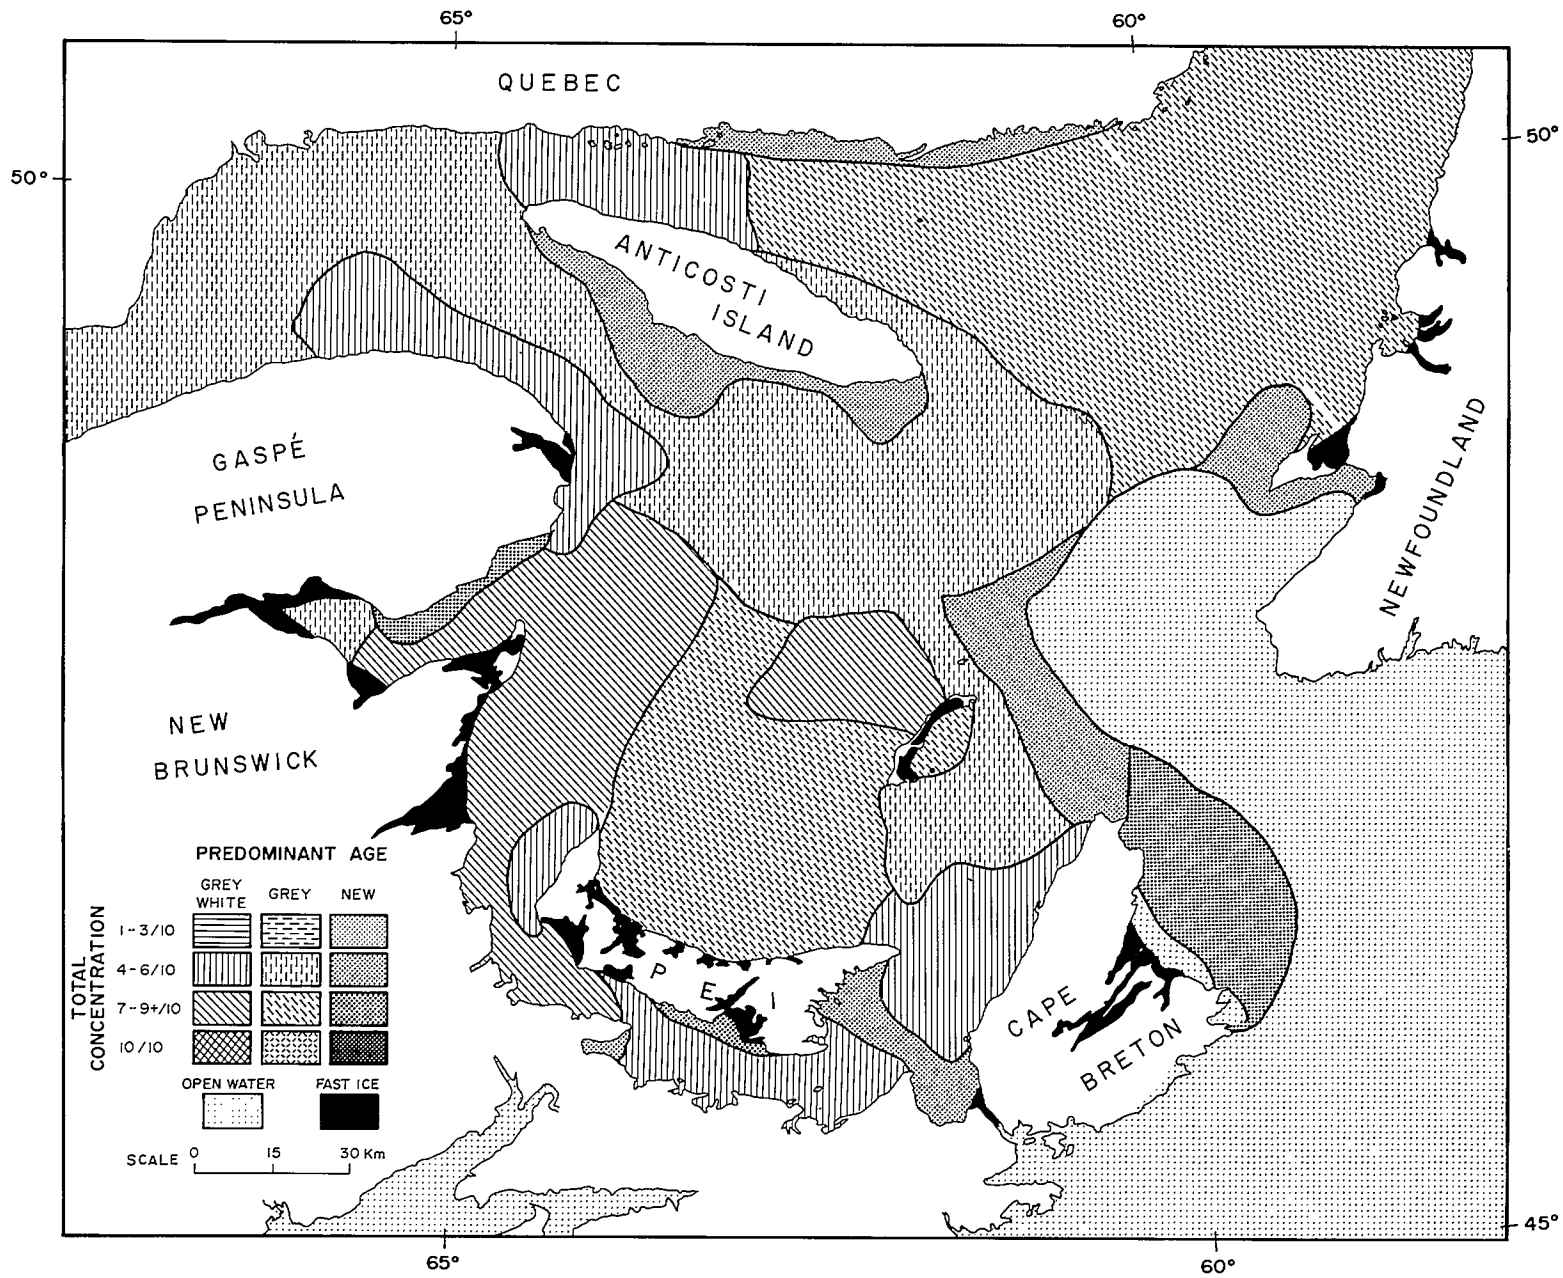 65°
60°
QUEBEC
50°
50°
ANTICOSTI
ISLAND
GASPÉ
PENINSULA
NEWFOUNDLAND
NEW
BRUNSWICK
PEI
CAPE
BRETON
PREDOMINANT AGE
GREY
WHITE
GREY
NEW
TOTAL
CONCENTRATION
1-3/10
4-6/10
7-9+/10
10/10
OPEN WATER
FAST ICE
SCALE
0
15
30 Km
45°
65°
60°